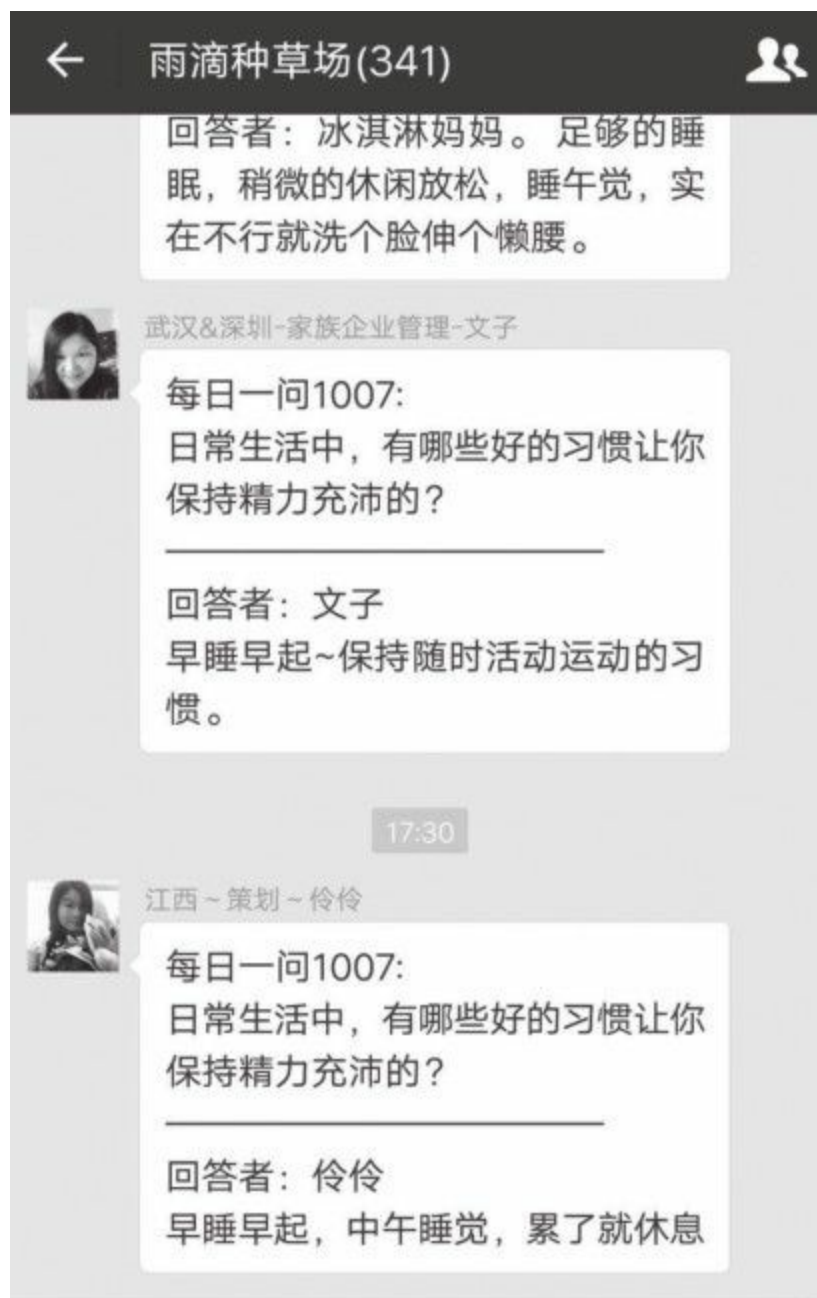 雨滴种草场(341)
回答者：冰淇淋妈妈。 足够的睡
眠，稍微的休闲放松，睡午觉，实
在不行就洗个脸伸个懒腰。
武汉&深圳-家族企业管理-文子
每日一问1007:
日常生活中，有哪些好的习惯让你
保持精力充沛的？
回答者：文子
早睡早起~保持随时活动运动的习
惯。
17:30
江西~策划~伶伶
每日一问1007:
日常生活中，有哪些好的习惯让你
保持精力充沛的？
回答者：伶伶
早睡早起，中午睡觉，累了就休息